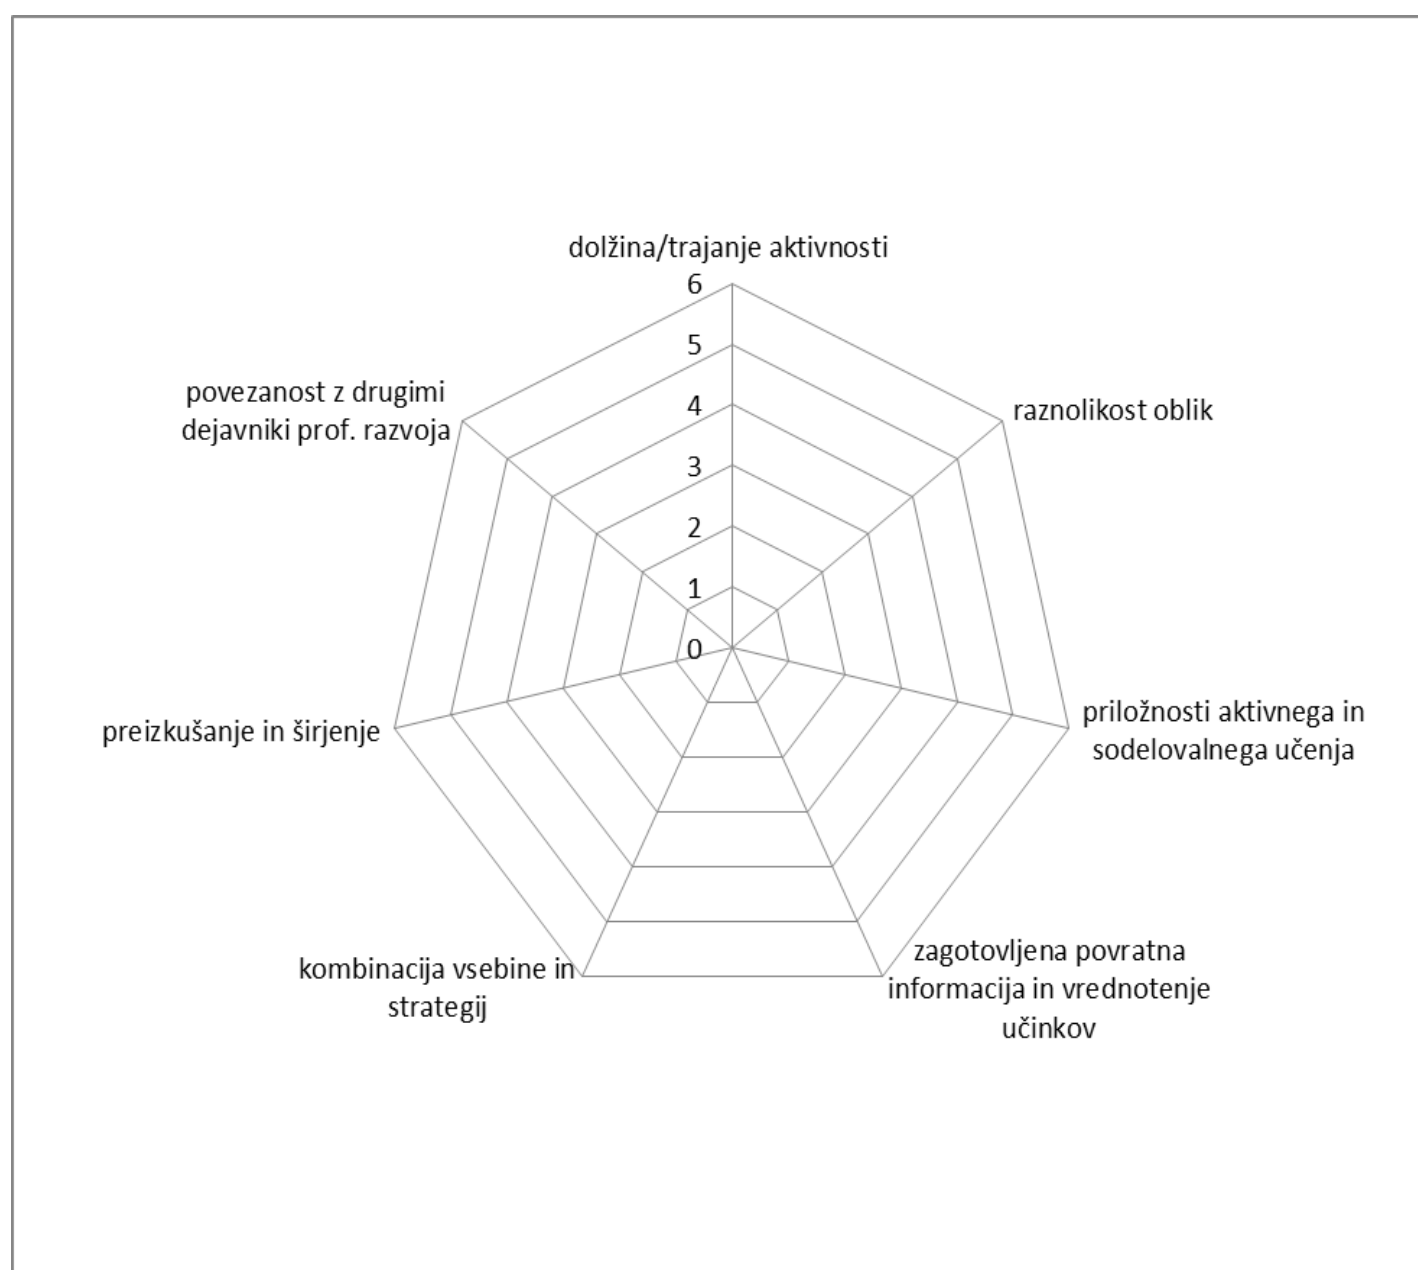 dolžina/trajanje aktivnosti
6
5
4
3
2
1
0
raznolikost oblik
priložnosti aktivnega in
sodelovalnega učenja
zagotovljena povratna
informacija in vrednotenje
učinkov
kombinacija vsebine in
strategij
preizkušanje in širjenje
povezanost z drugimi
dejavniki prof. razvoja